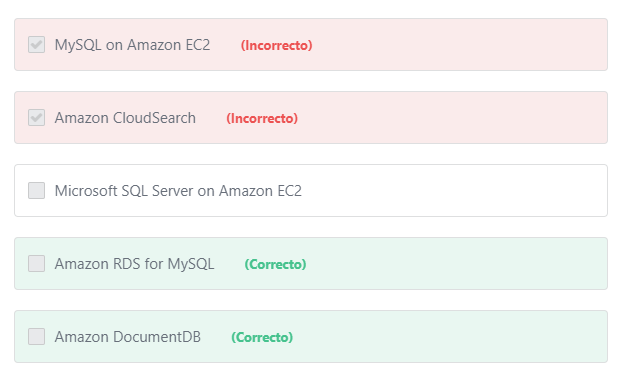 MySQL on Amazon EC2 (Incorrecto)
Amazon CloudSearch (Incorrecto)
Microsoft SQL Server on Amazon EC2
Amazon RDS for MySQL (Correcto)
Amazon DocumentDB (Correcto)